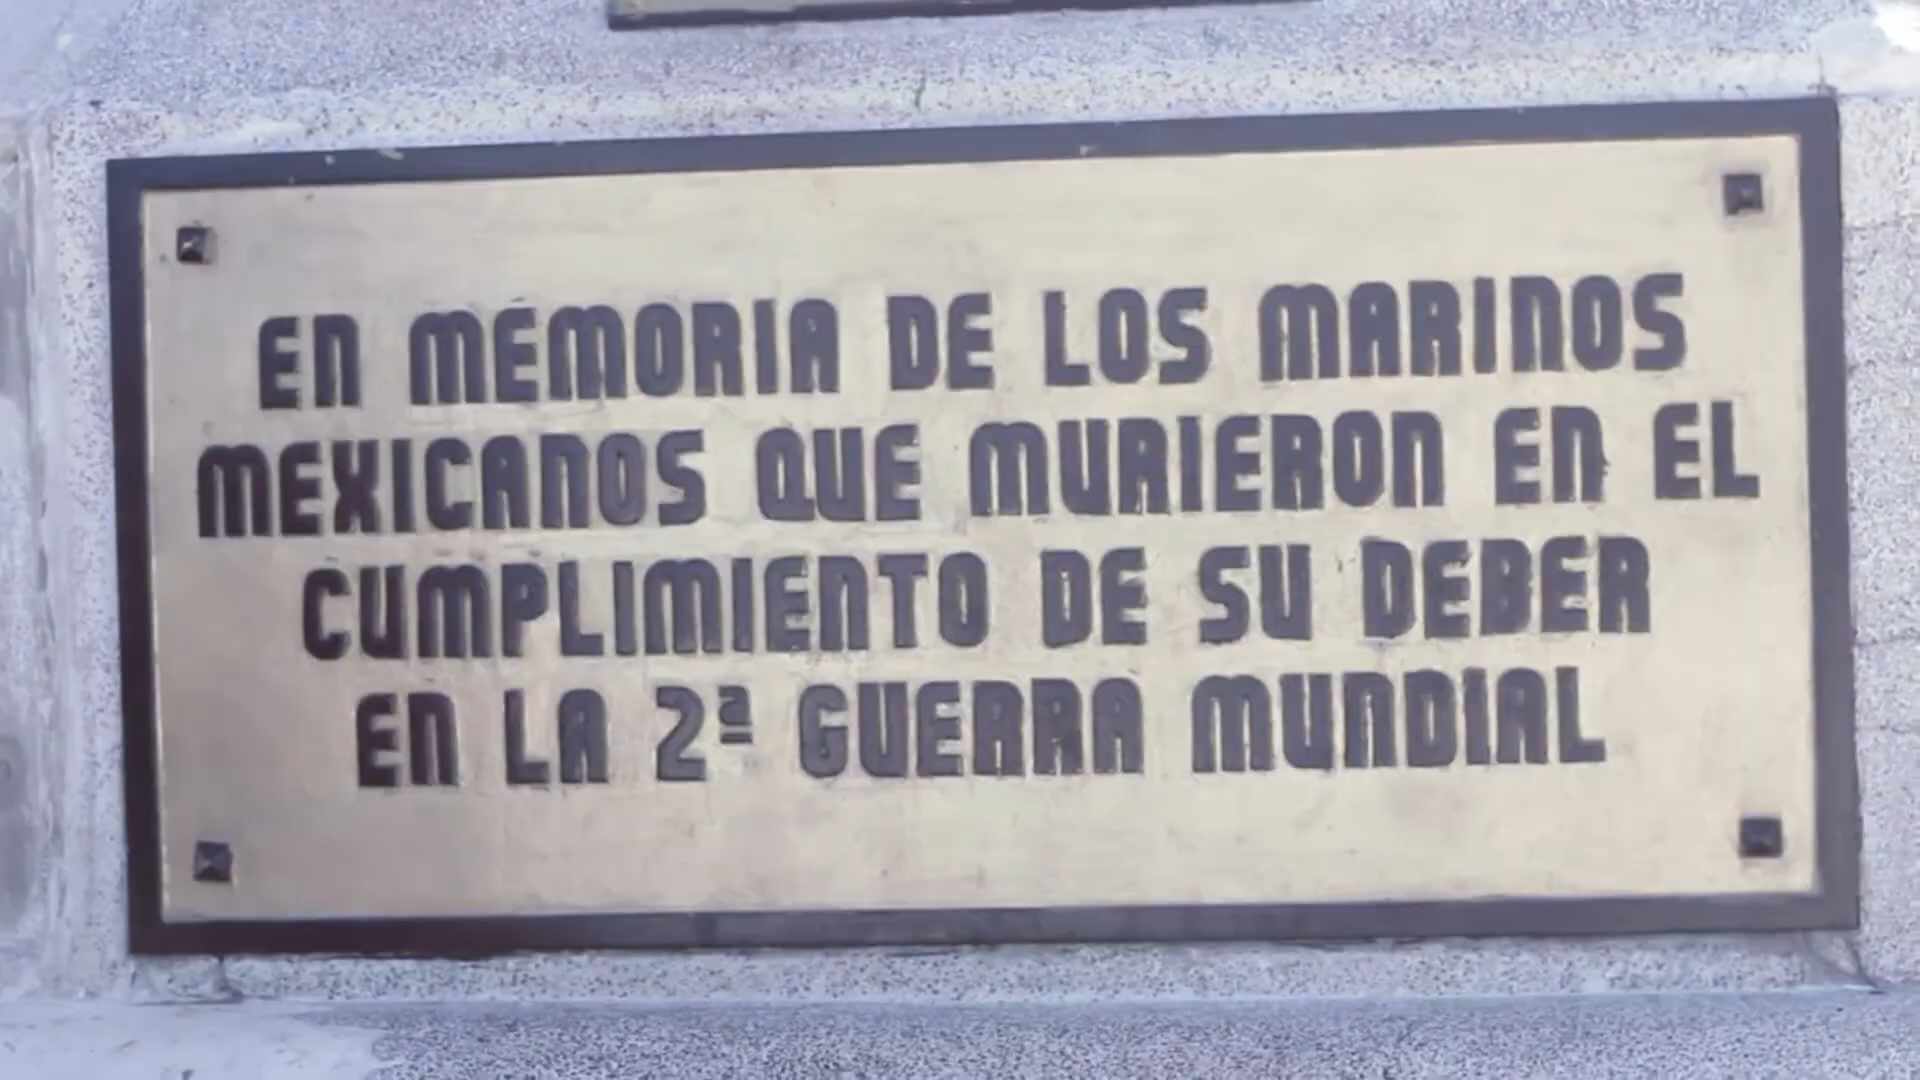 EN MEMORIA DE LOS MARINOS
MEXICANOS QUE MURIERON EN EL
CUMPLIMIENTO DE SU DEBER
EN LA 2ª GUERRA MUNDIAL